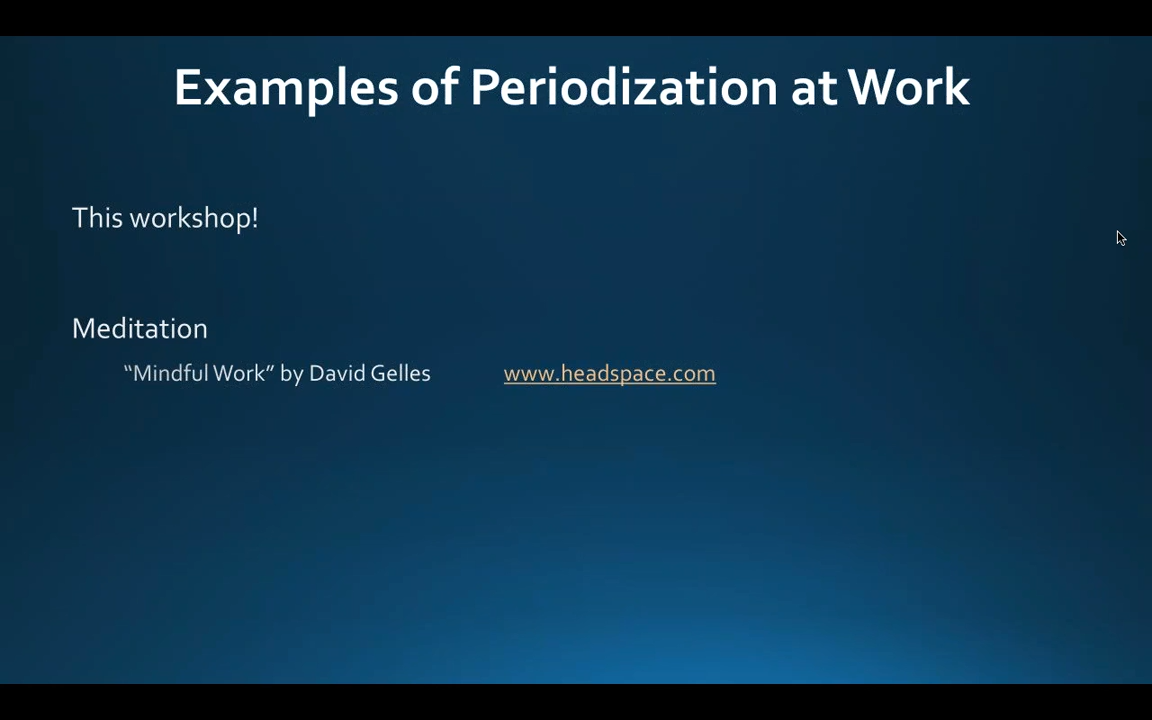 Examples of Periodization at Work
This workshop!
Meditation
“Mindful Work” by David Gelles www.headspace.com